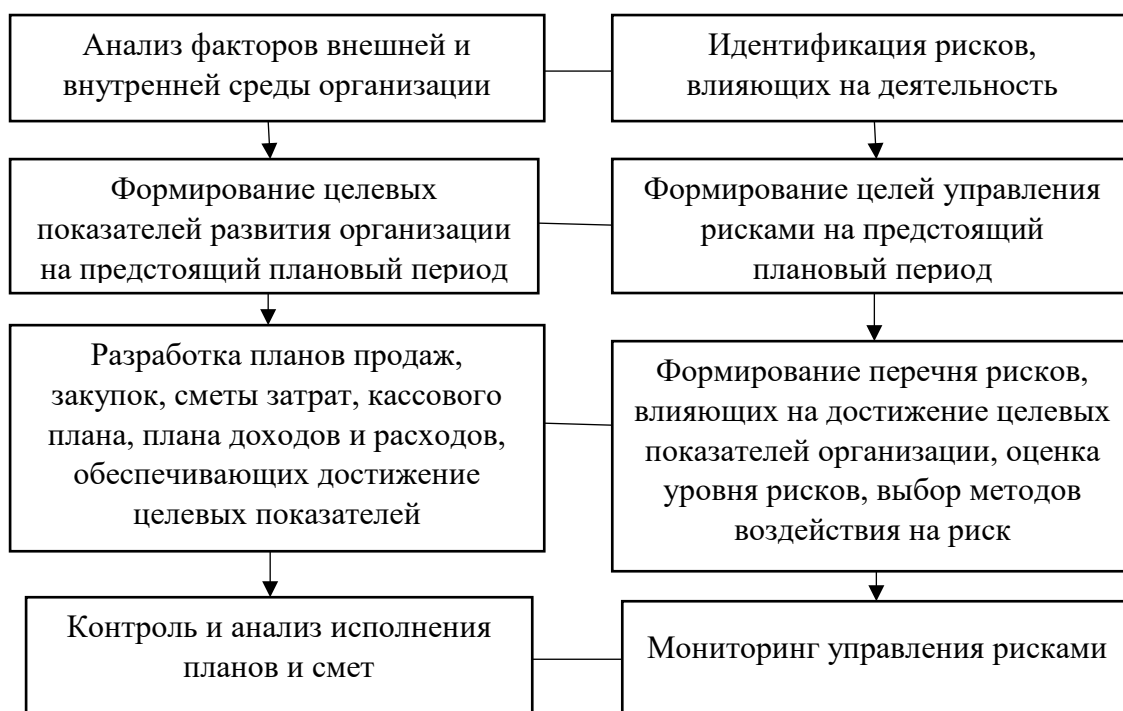 Анализ факторов внешней и
внутренней среды организации
Идентификация рисков,
влияющих на деятельность
Формирование целевых
показателей развития организации
на предстоящий плановый период
Формирование целей управления
рисками на предстоящий
плановый период
Разработка планов продаж,
закупок, сметы затрат, кассового
плана, плана доходов и расходов,
обеспечивающих достижение
целевых показателей
Формирование перечня рисков,
влияющих на достижение целевых
показателей организации, оценка
уровня рисков, выбор методов
воздействия на риск
Контроль и анализ исполнения
планов и смет
Мониторинг управления рисками